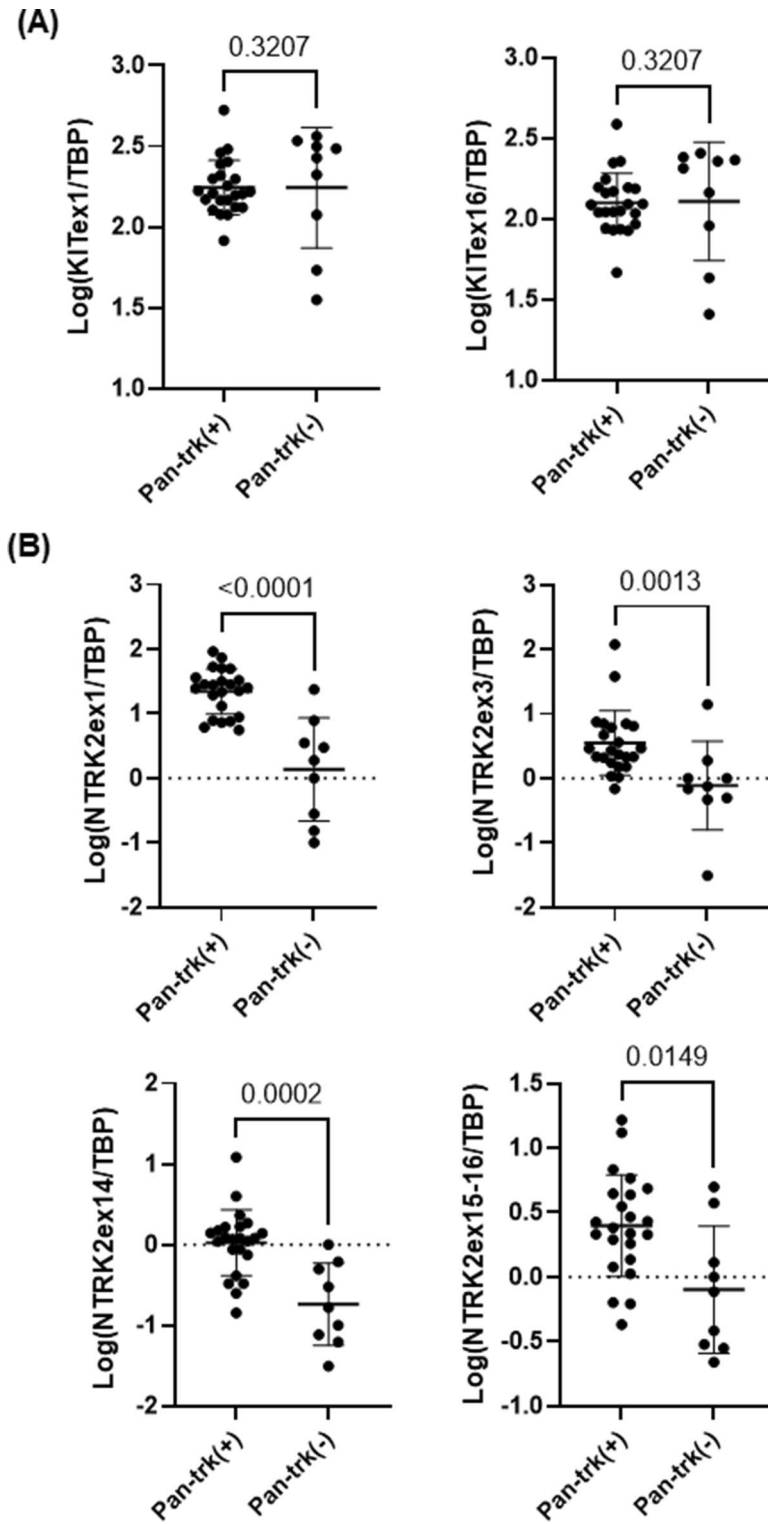 (A)
0.3207
Log(KITex1/TBP)
3.0
2.5
2.0
1.5
1.0
Pan-trk(+)
Pan-trk(-)
0.3207
Log(KITex16/TBP)
3.0
2.5
2.0
1.5
1.0
Pan-trk(+)
Pan-trk(-)
(B)
<0.0001
Log(NTRK2ex1/TBP)
3
2
1
0
-1
-2
Pan-trk(+)
Pan-trk(-)
0.0013
Log(NTRK2ex3/TBP)
3
2
1
0
-1
-2
Pan-trk(+)
Pan-trk(-)
0.0002
Log(NTRK2ex14/TBP)
2
1
0
-1
-2
Pan-trk(+)
Pan-trk(-)
0.0149
Log(NTRK2ex15-16/TBP)
1.5
1.0
0.5
0.0
-0.5
-1.0
Pan-trk(+)
Pan-trk(-)